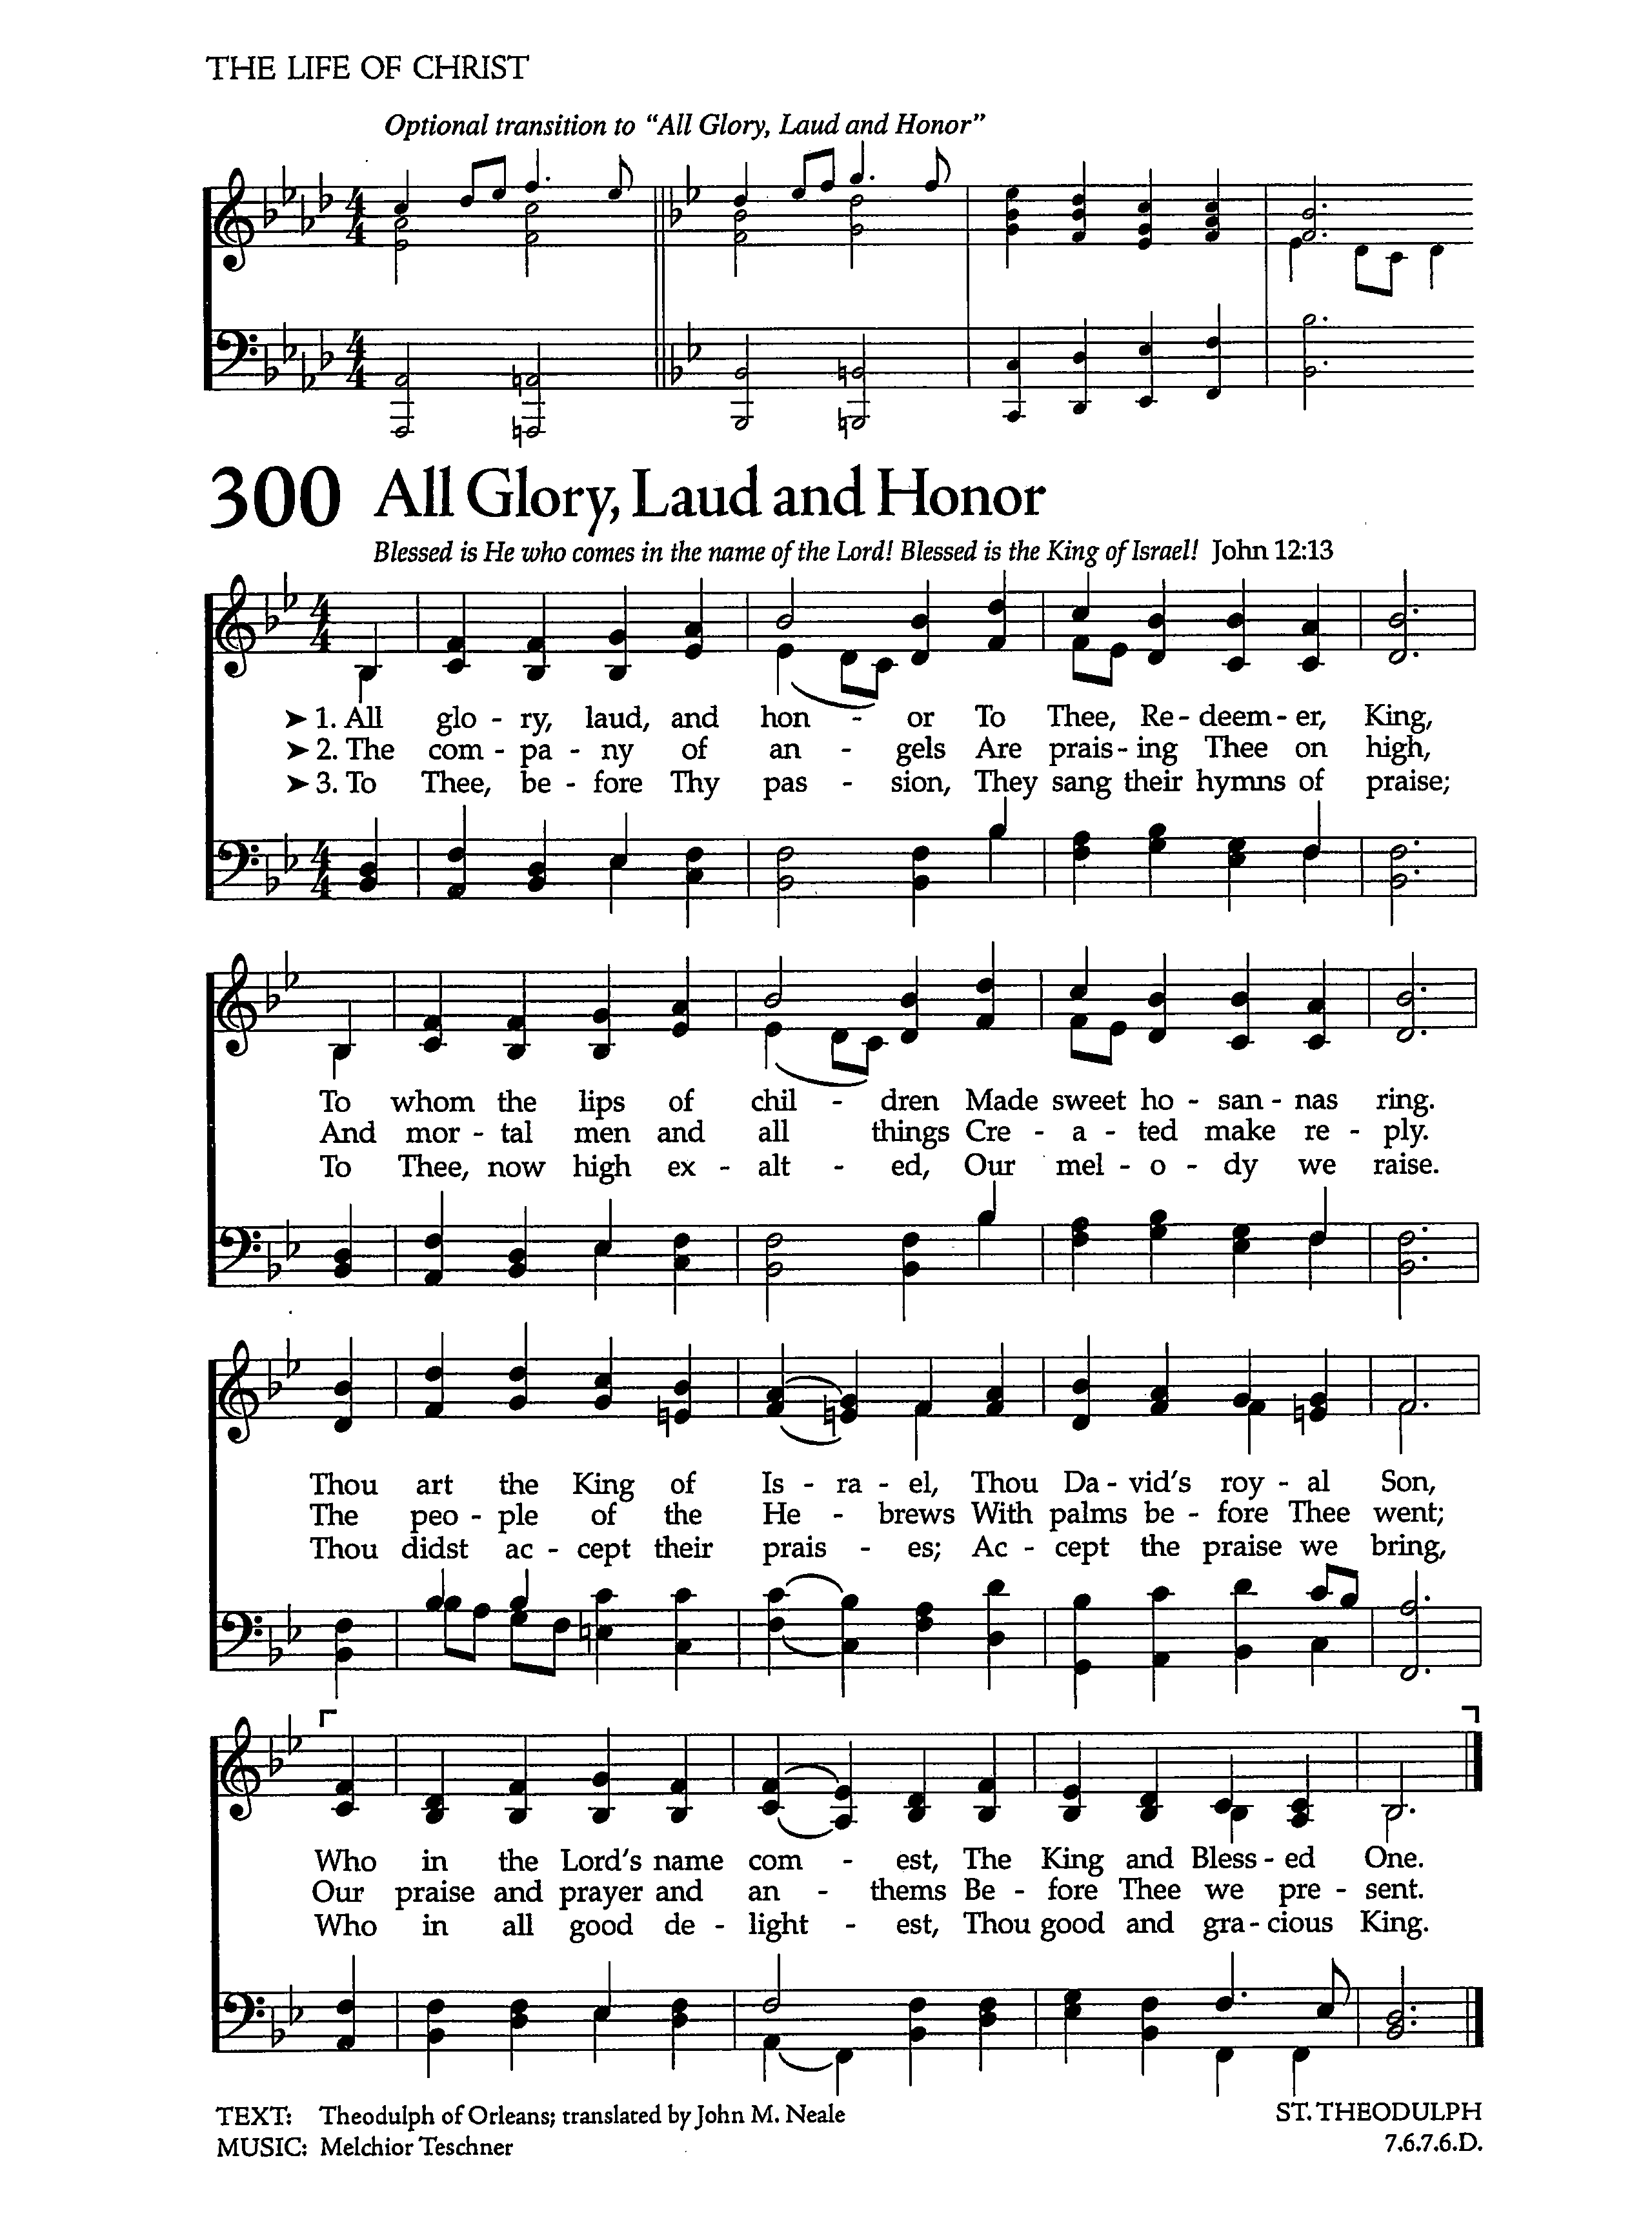 THE LIFE OF CHRIST
Optional transition to “All Glory, Laud and Honor”
300 All Glory, Laud and Honor
Blessed is He who comes in the name of the Lord! Blessed is the King of Israel! John 12:13
➤ 1. All glo - ry, laud, and hon - or To Thee, Re - deem - er, King,
➤ 2. The com - pa - ny of an - gels Are prais - ing Thee on high,
➤ 3. To Thee, be - fore Thy pas - sion, They sang their hymns of praise;
To whom the lips of chil - dren Made sweet ho - san - nas ring.
And mor - tal men and all things Cre - a - ted make re - ply.
To Thee, now high ex - alt - ed, Our mel - o - dy we raise.
Thou art the King of Is - ra - el, Thou Da - vid's roy - al Son,
The peo - ple of the He - brews With palms be - fore Thee went;
Thou didst ac - cept their prais - es; Ac - cept the praise we bring,
Who in the Lord's name com - est, The King and Bless - ed One.
Our praise and prayer and an - thems Be - fore Thee we pre - sent.
Who in all good de - light - est, Thou good and gra - cious King.
TEXT: Theodulph of Orleans; translated by John M. Neale
ST. THEODULPH
MUSIC: Melchior Teschner
7.6.7.6.D.